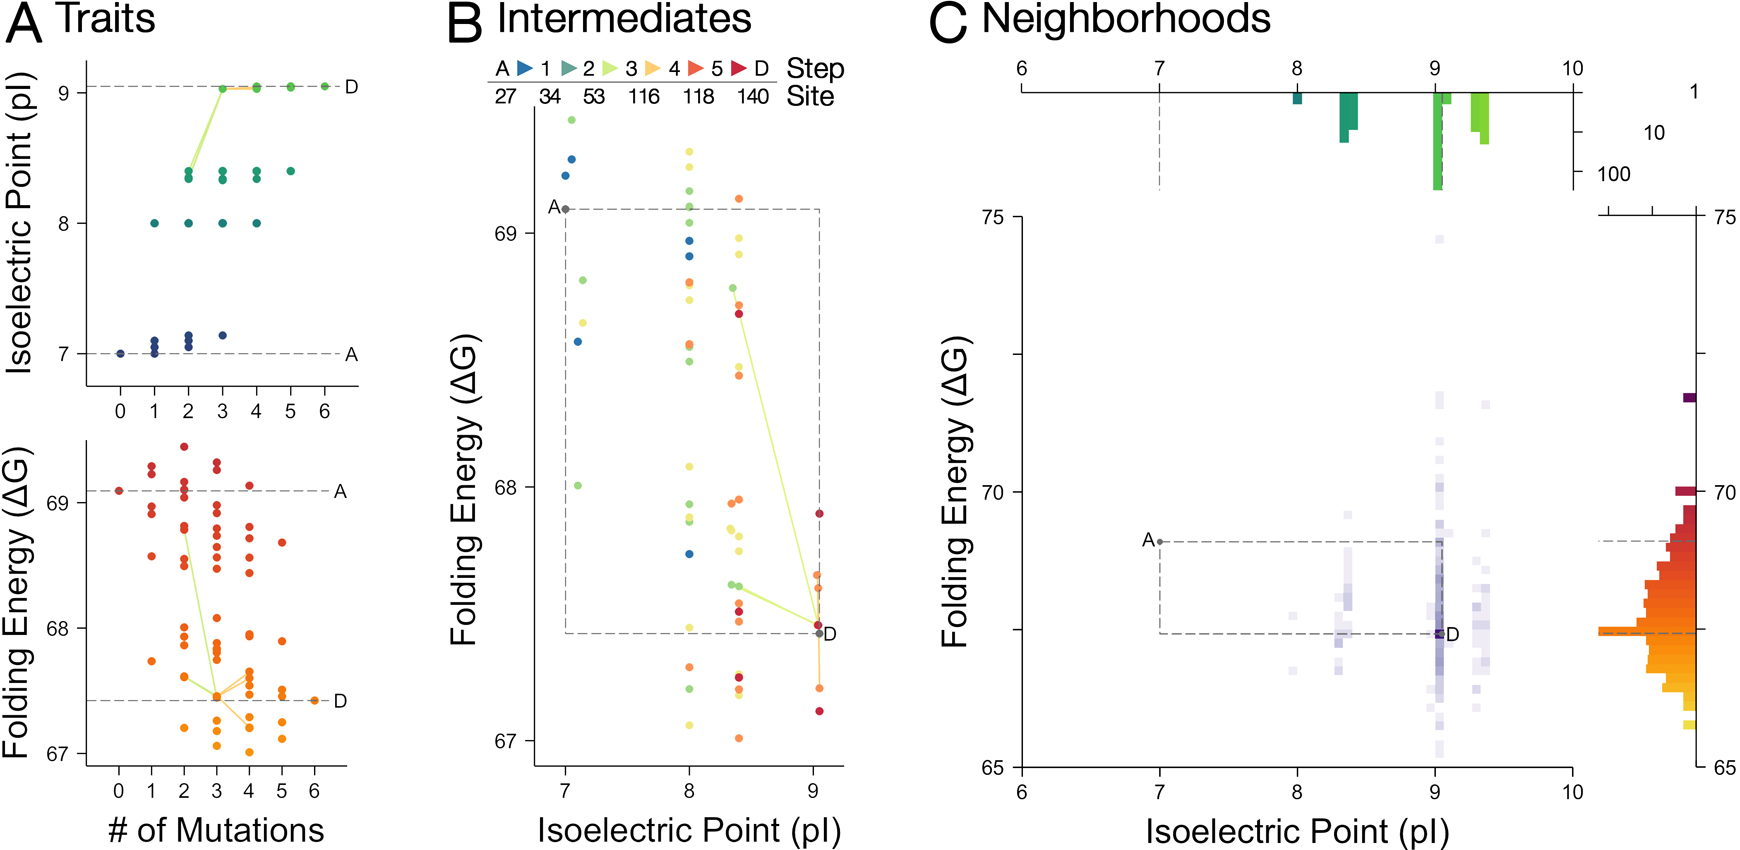 A Traits
Isoelectric Point (pI)
9
8
7
D
A
0 1 2 3 4 5 6
Folding Energy (ΔG)
69
68
67
A
D
0 1 2 3 4 5 6
# of Mutations
B Intermediates
A 1 2 3 4 5 D Step
27 34 53 116 118 140 Site
Folding Energy (ΔG)
69
68
67
A
D
7 8 9
Isoelectric Point (pI)
C Neighborhoods
6 7 8 9 10
1
10
100
Folding Energy (ΔG)
75
70
65
A
D
75
70
65
6 7 8 9 10
Isoelectric Point (pI)